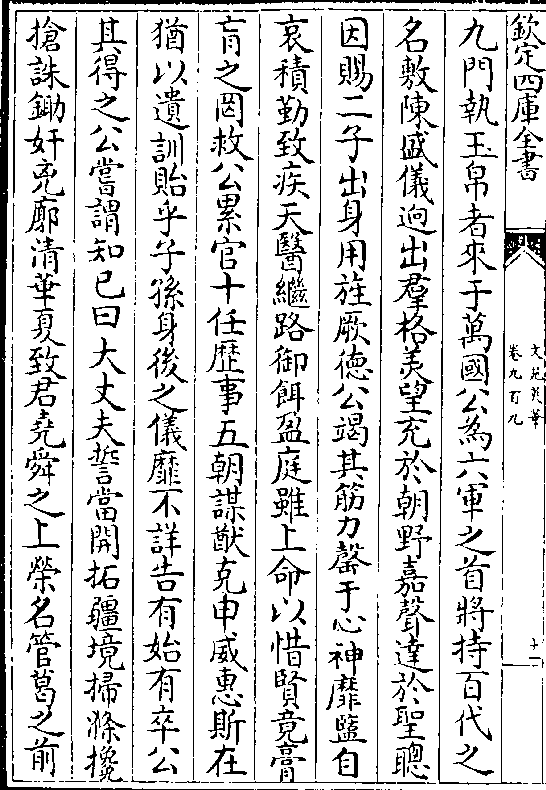 欽定四庫全書
文苑英華
卷九百九
十一
九門執玉帛者來于萬國公為六軍之首將持百代之
名敷陳盛儀逈出羣格羙望充於朝野嘉聲達於聖聰
因賜二子出身用旌厥徳公竭其筋力罄于心神靡盬自
哀積勤致疾天醫繼路御餌盈庭雖上命以惜賢竟膏
肓之罔救公累官十任歴事五朝謀猷克申威惠斯在
猶以遺訓貽乎子孫身後之儀靡不詳告有始有卒公
其得之公嘗謂知已曰大丈夫誓當開拓疆境掃滌攙
搶誅鋤奸兇廓清華夏致君堯舜之上榮名管葛之前